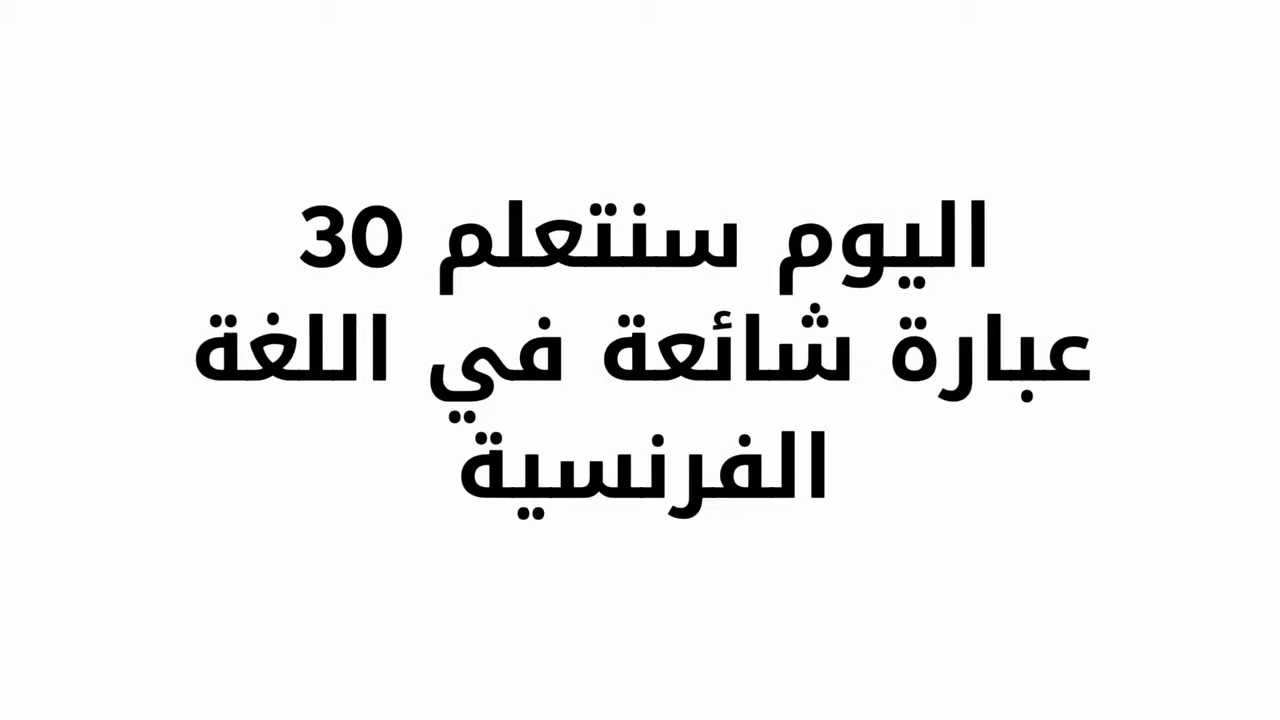 اليوم سنتعلم 30
عبارة شائعة في اللغة
الفرنسية